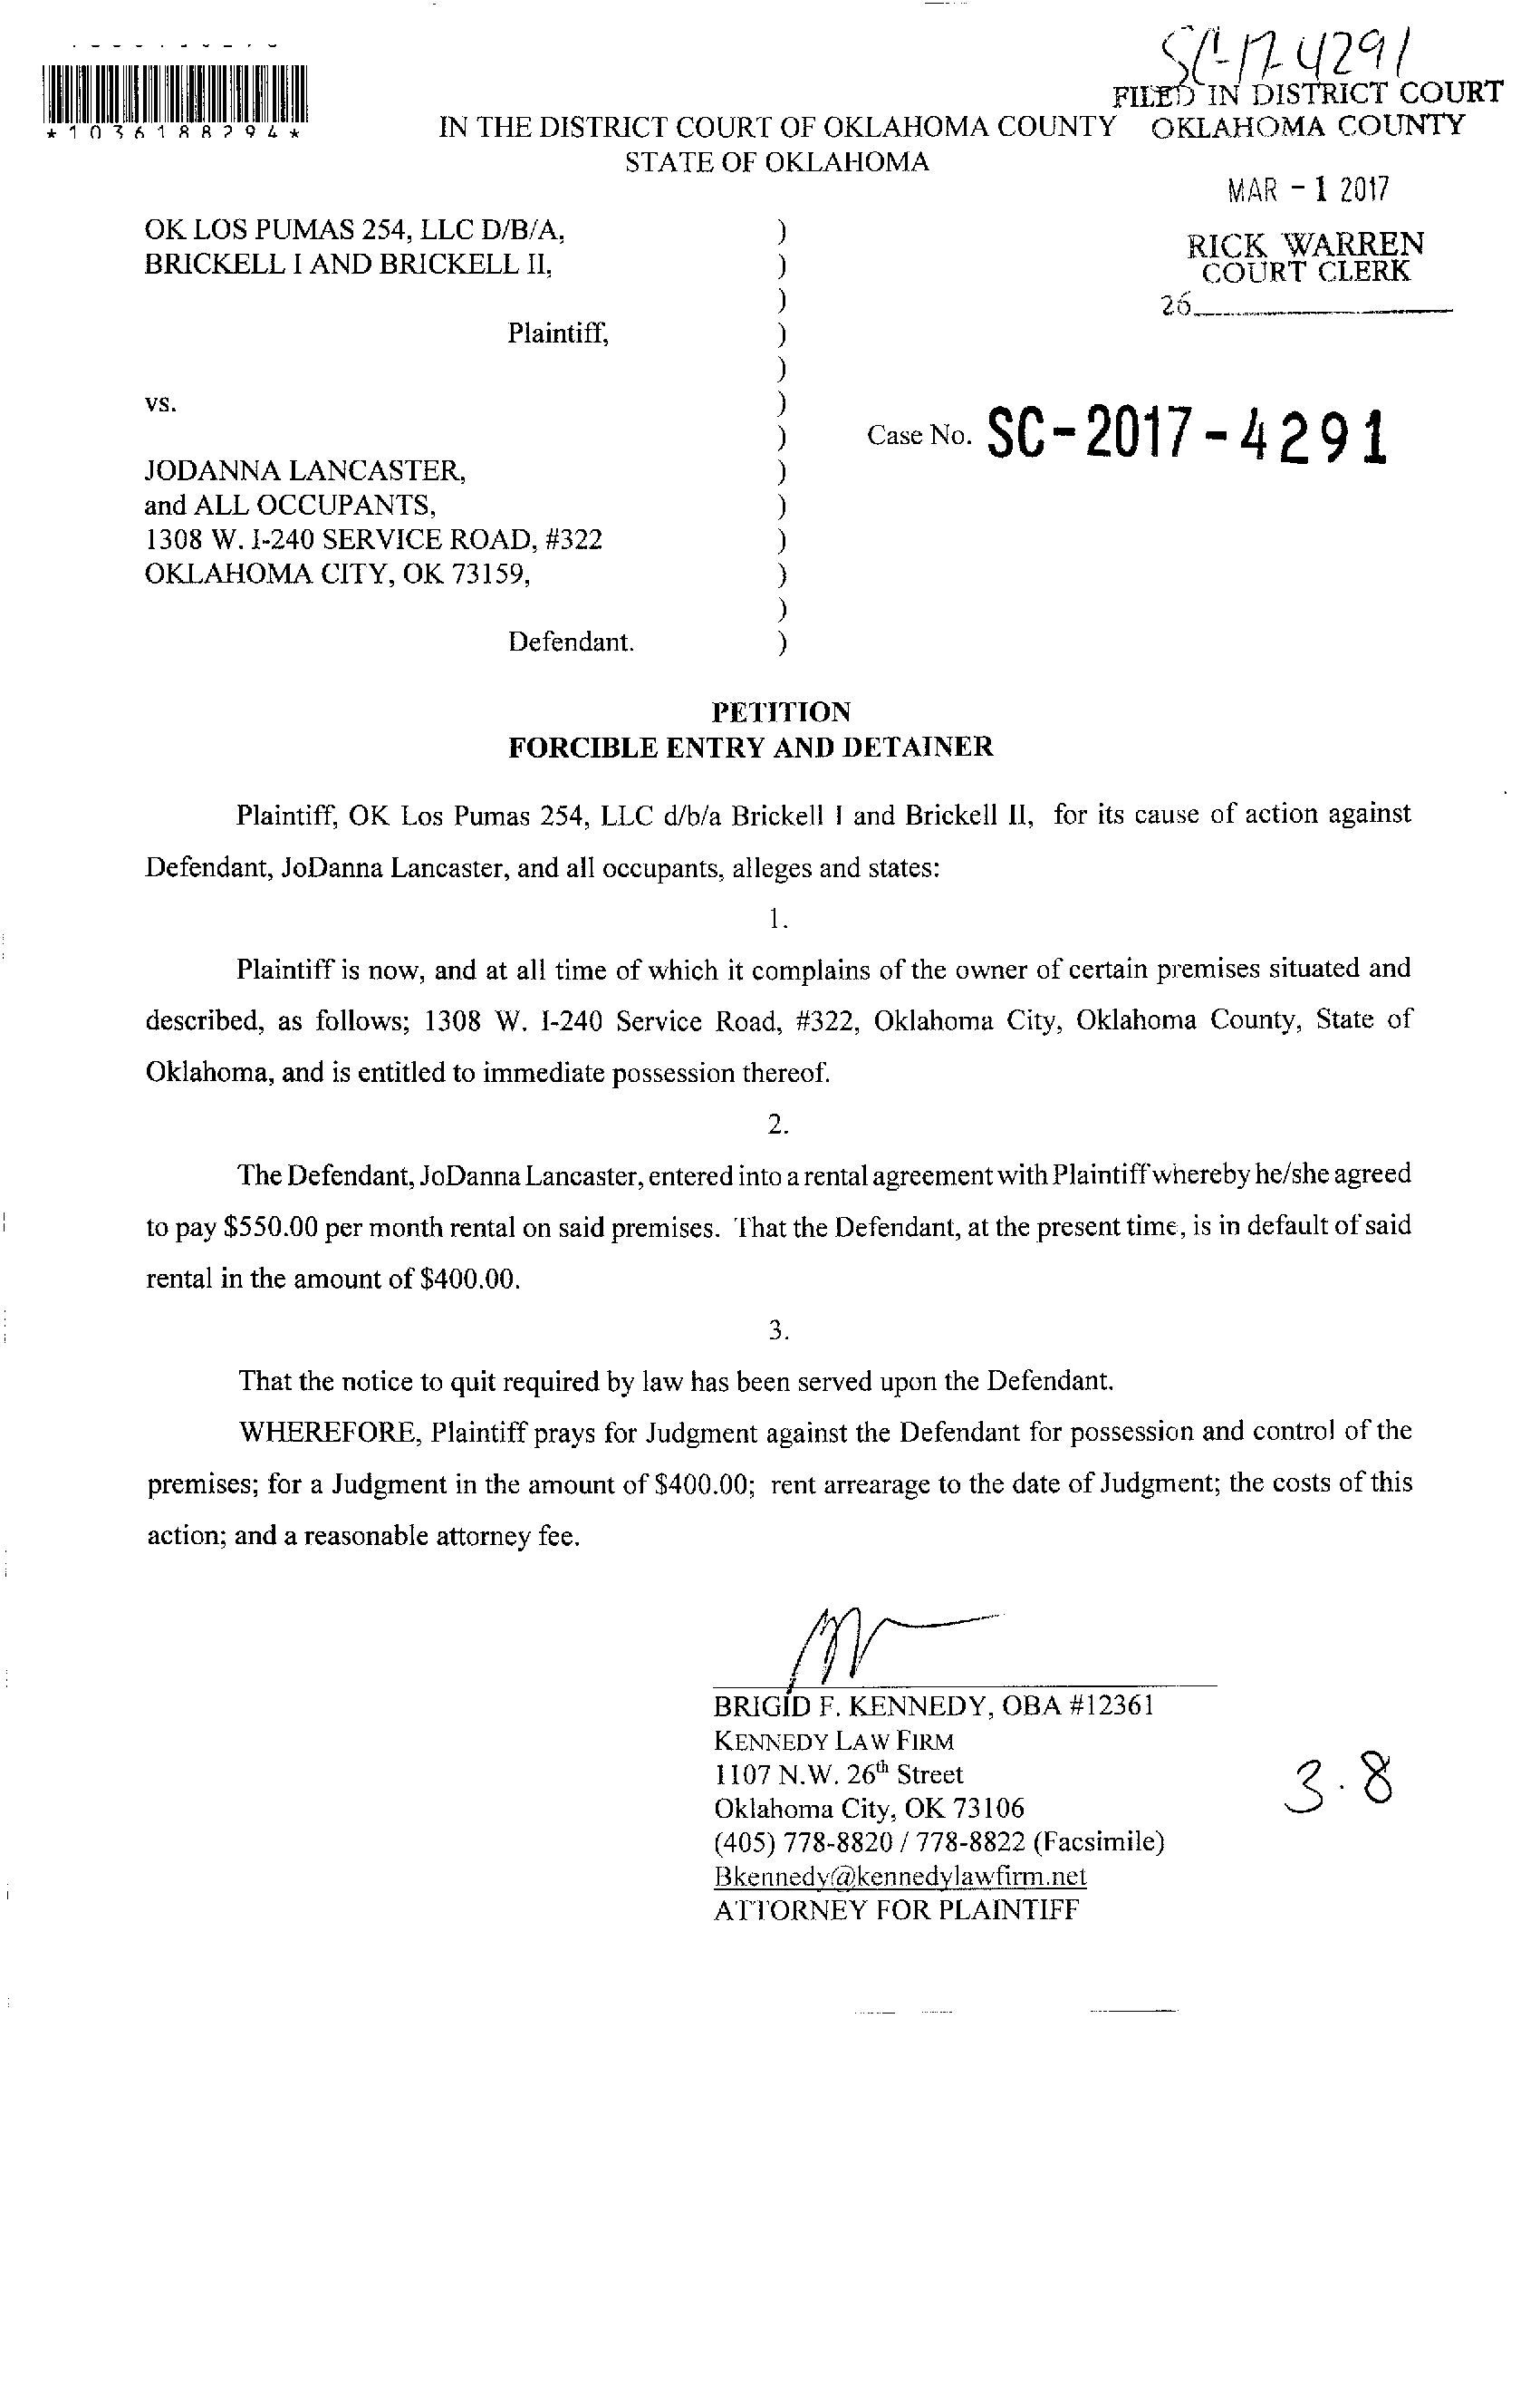 SC-17-4291
FILED IN DISTRICT COURT
OKLAHOMA COUNTY
*1036188294*
IN THE DISTRICT COURT OF OKLAHOMA COUNTY
STATE OF OKLAHOMA
MAR - 1 2017
RICK WARREN
COURT CLERK
26
OK LOS PUMAS 254, LLC D/B/A,
BRICKELL I AND BRICKELL II,
)
)
)
Plaintiff, )
)
vs. )
) Case No. SC-2017-4291
JODANNA LANCASTER, )
and ALL OCCUPANTS, )
1308 W. I-240 SERVICE ROAD, #322 )
OKLAHOMA CITY, OK 73159, )
)
Defendant. )
PETITION
FORCIBLE ENTRY AND DETAINER
Plaintiff, OK Los Pumas 254, LLC d/b/a Brickell I and Brickell II, for its cause of action against
Defendant, JoDanna Lancaster, and all occupants, alleges and states:
1.
Plaintiff is now, and at all time of which it complains of the owner of certain premises situated and
described, as follows; 1308 W. I-240 Service Road, #322, Oklahoma City, Oklahoma County, State of
Oklahoma, and is entitled to immediate possession thereof.
2.
The Defendant, JoDanna Lancaster, entered into a rental agreement with Plaintiff whereby he/she agreed
to pay $550.00 per month rental on said premises. That the Defendant, at the present time, is in default of said
rental in the amount of $400.00.
3.
That the notice to quit required by law has been served upon the Defendant.
WHEREFORE, Plaintiff prays for Judgment against the Defendant for possession and control of the
premises; for a Judgment in the amount of $400.00; rent arrearage to the date of Judgment; the costs of this
action; and a reasonable attorney fee.
BRIGID F. KENNEDY, OBA #12361
KENNEDY LAW FIRM
1107 N.W. 26th Street
Oklahoma City, OK 73106
(405) 778-8820 / 778-8822 (Facsimile)
Bkennedy@kennedylawfirm.net
ATTORNEY FOR PLAINTIFF
3.8